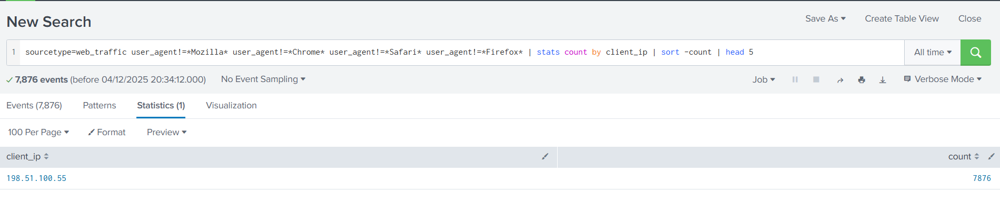 New Search
Save As Create Table View Close
1 sourcetype=web_traffic user_agent!=*Mozilla* user_agent!=*Chrome* user_agent!=*Safari* user_agent!=*Firefox* | stats count by client_ip | sort -count | head 5
All time
7,876 events (before 04/12/2025 20:34:12.000) No Event Sampling
Job Verbose Mode
Events (7,876) Patterns Statistics (1) Visualization
100 Per Page Format Preview
client_ip count
198.51.100.55 7876